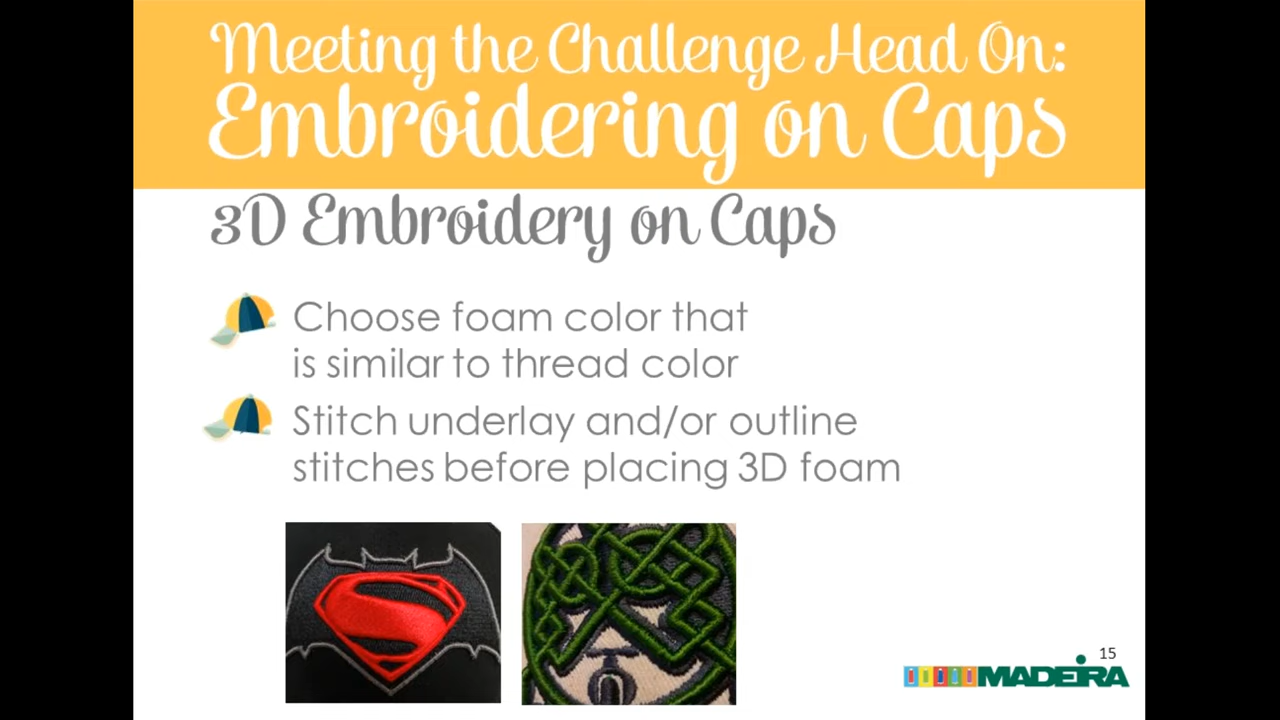 Meeting the Challenge Head On:
Embroidering on Caps
3D Embroidery on Caps
Choose foam color that
is similar to thread color
Stitch underlay and/or outline
stitches before placing 3D foam
S
15
MADEIRA